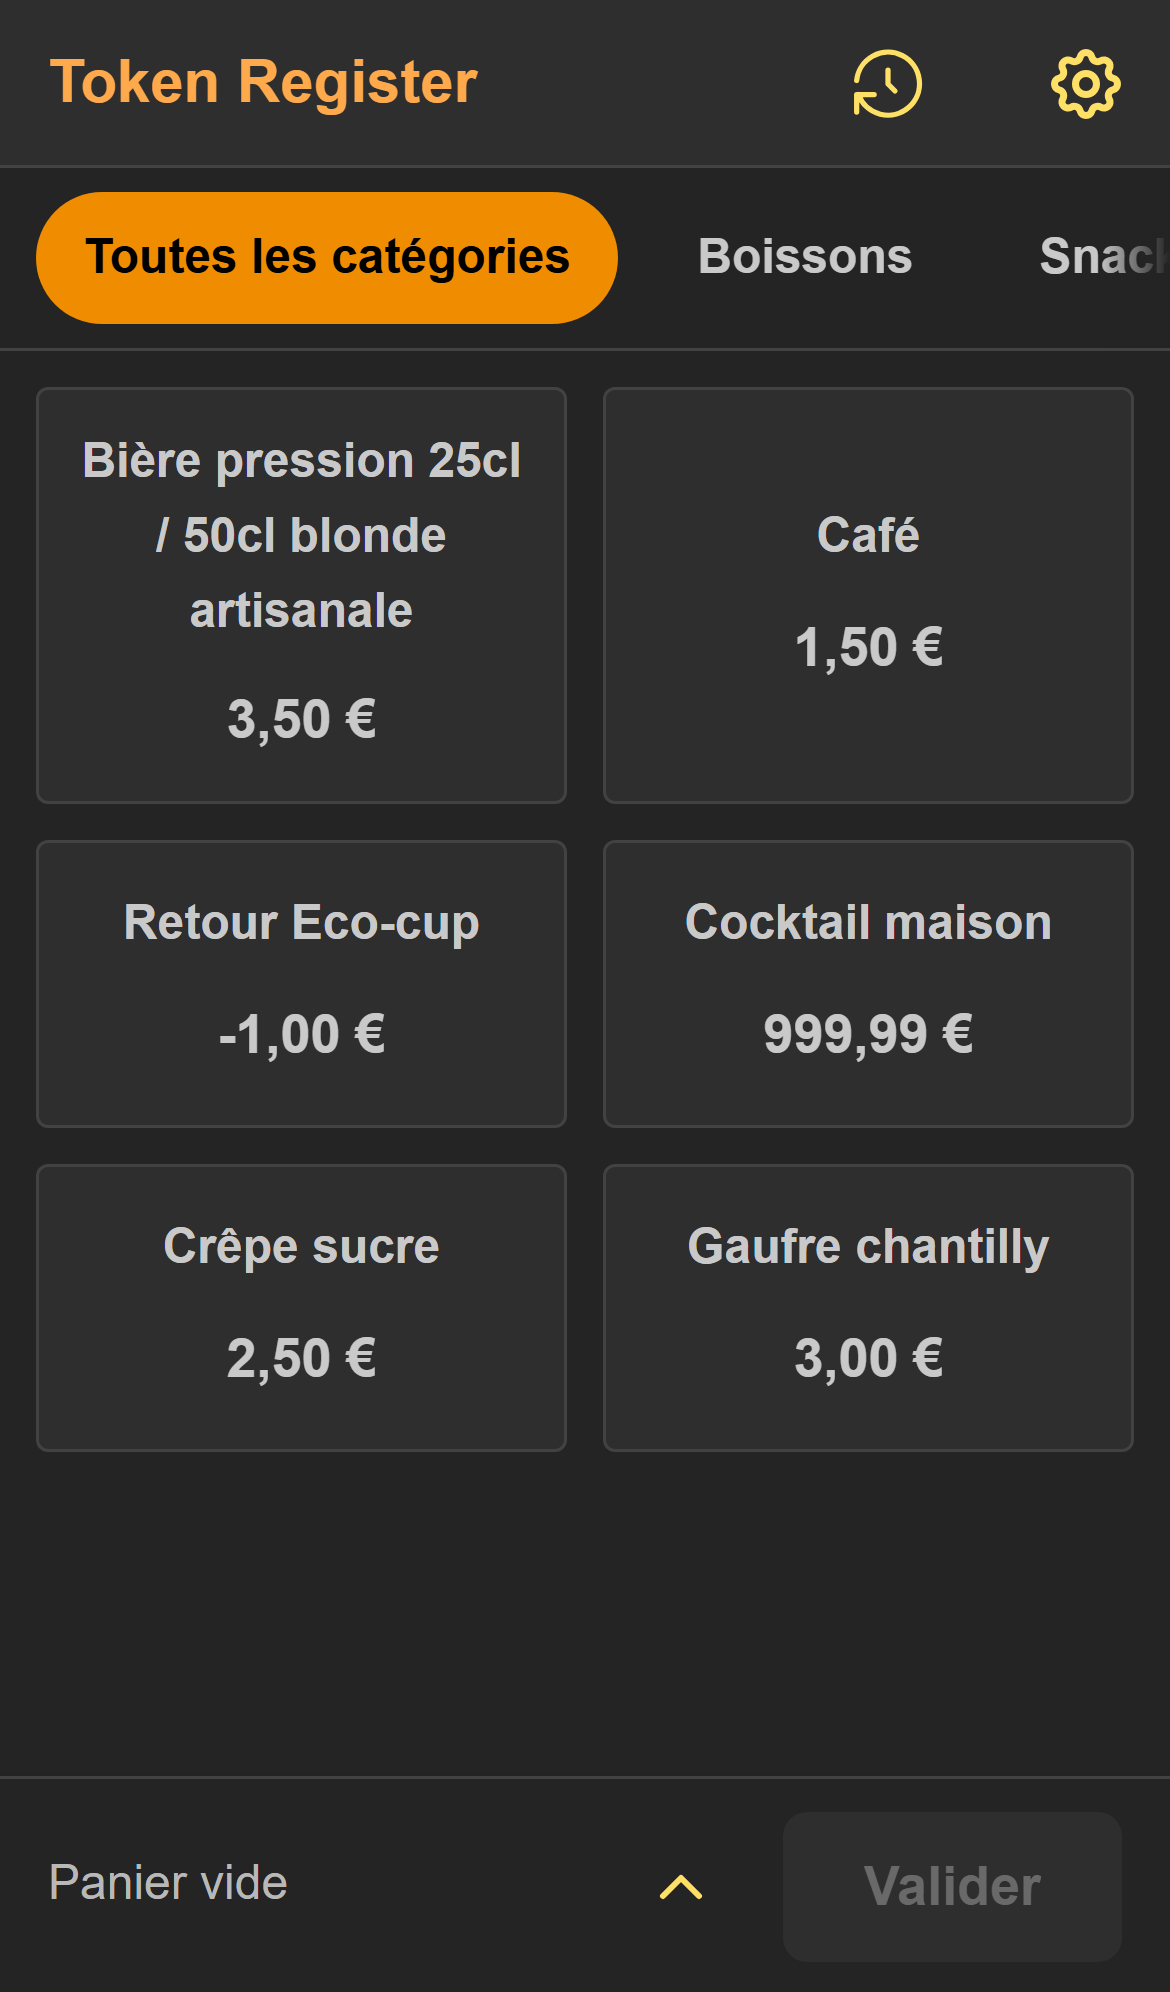 Token Register
Toutes les catégories
Boissons
Bière pression 25cl
/ 50cl blonde
artisanale
3,50 €
Café
1,50 €
Retour Eco-cup
-1,00 €
Cocktail maison
999,99 €
Crêpe sucre
2,50 €
Gaufre chantilly
3,00 €
Panier vide
Valider